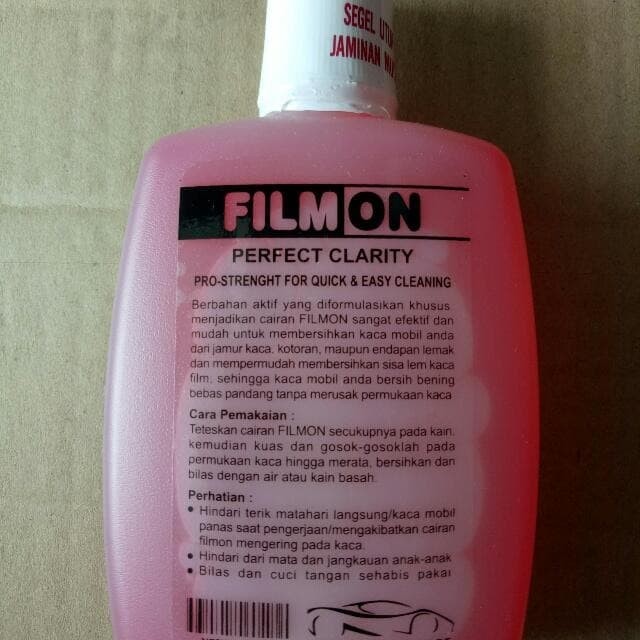 SEGEL
JAMINAN
FILMON
PERFECT CLARITY
PRO-STRENGHT FOR QUICK & EASY CLEANING
Berbahan aktif yang diformulasikan khusus
menjadikan cairan FILMON sangat efektif dan
mudah untuk membersihkan kaca mobil anda
dari jamur kaca, kotoran, maupun endapan lemak
dan mempermudah membersihkan sisa lem kaca
film, sehingga kaca mobil anda bersih bening
bebas pandang tanpa merusak permukaan kaca
Cara Pemakaian :
Teteskan cairan FILMON secukupnya pada kain,
kemudian kuas dan gosok-gosoklah pada
permukaan kaca hingga merata, bersihkan dan
bilas dengan air atau kain basah.
Perhatian :
• Hindari terik matahari langsung/kaca mobil
panas saat pengerjaan/mengakibatkan cairan
filmon mengering pada kaca.
• Hindari dari mata dan jangkauan anak-anak
• Bilas dan cuci tangan sehabis pakai